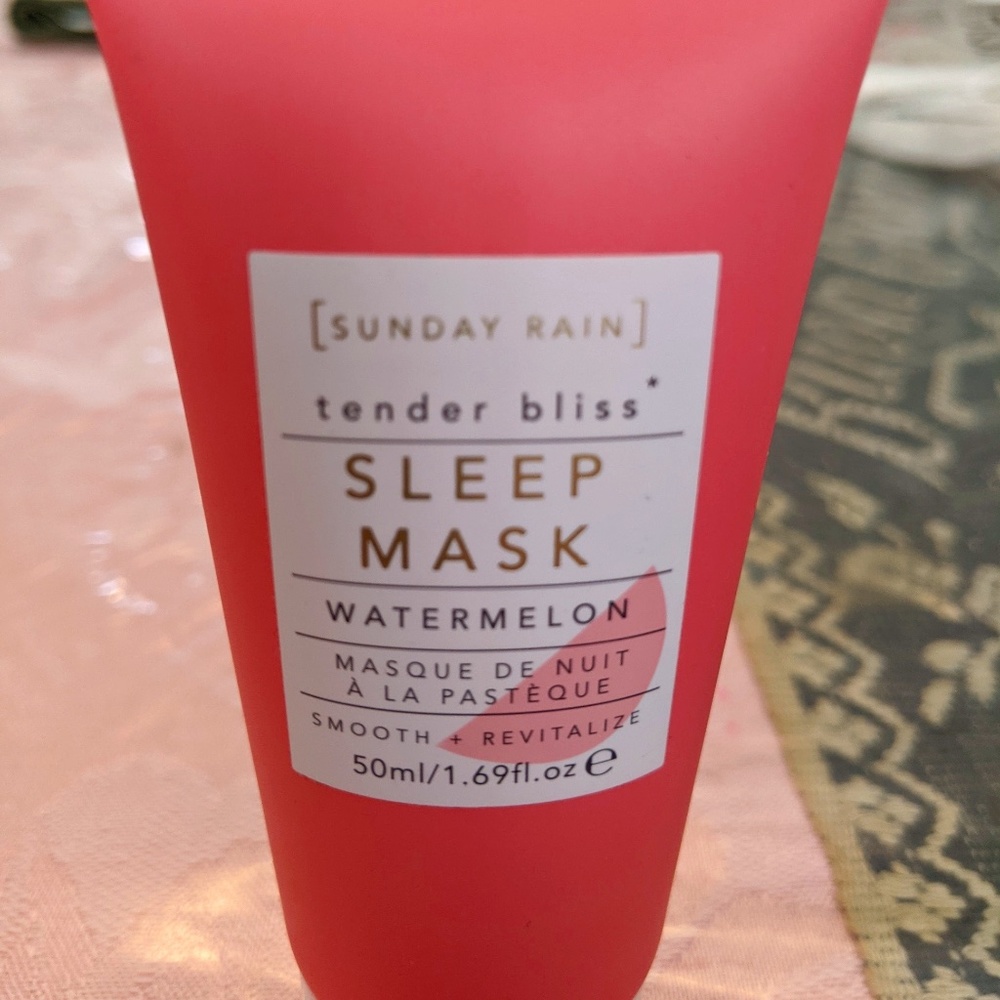 [SUNDAY RAIN]
tender bliss*
SLEEP
MASK
WATERMELON
MASQUE DE NUIT
À LA PASTÈQUE
SMOOTH + REVITALIZE
50ml/1.69fl.oz ℮